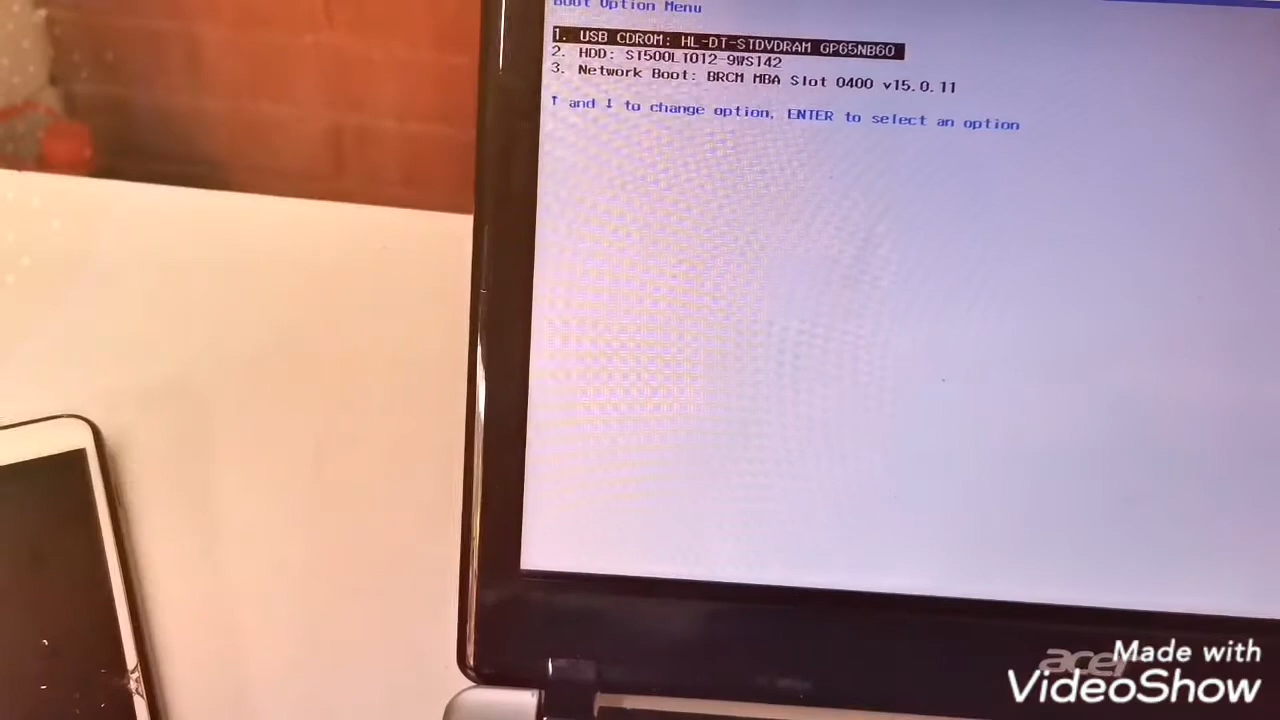 Boot Option Menu
1. USB CDROM: HL-DT-STDVDRAM GP65NB60
2. HDD: ST500LT012-9WS142
3. Network Boot: BRCM MBA Slot 0400 v15.0.11
↑ and ↓ to change option, ENTER to select an option
acer
Made with
VideoShow